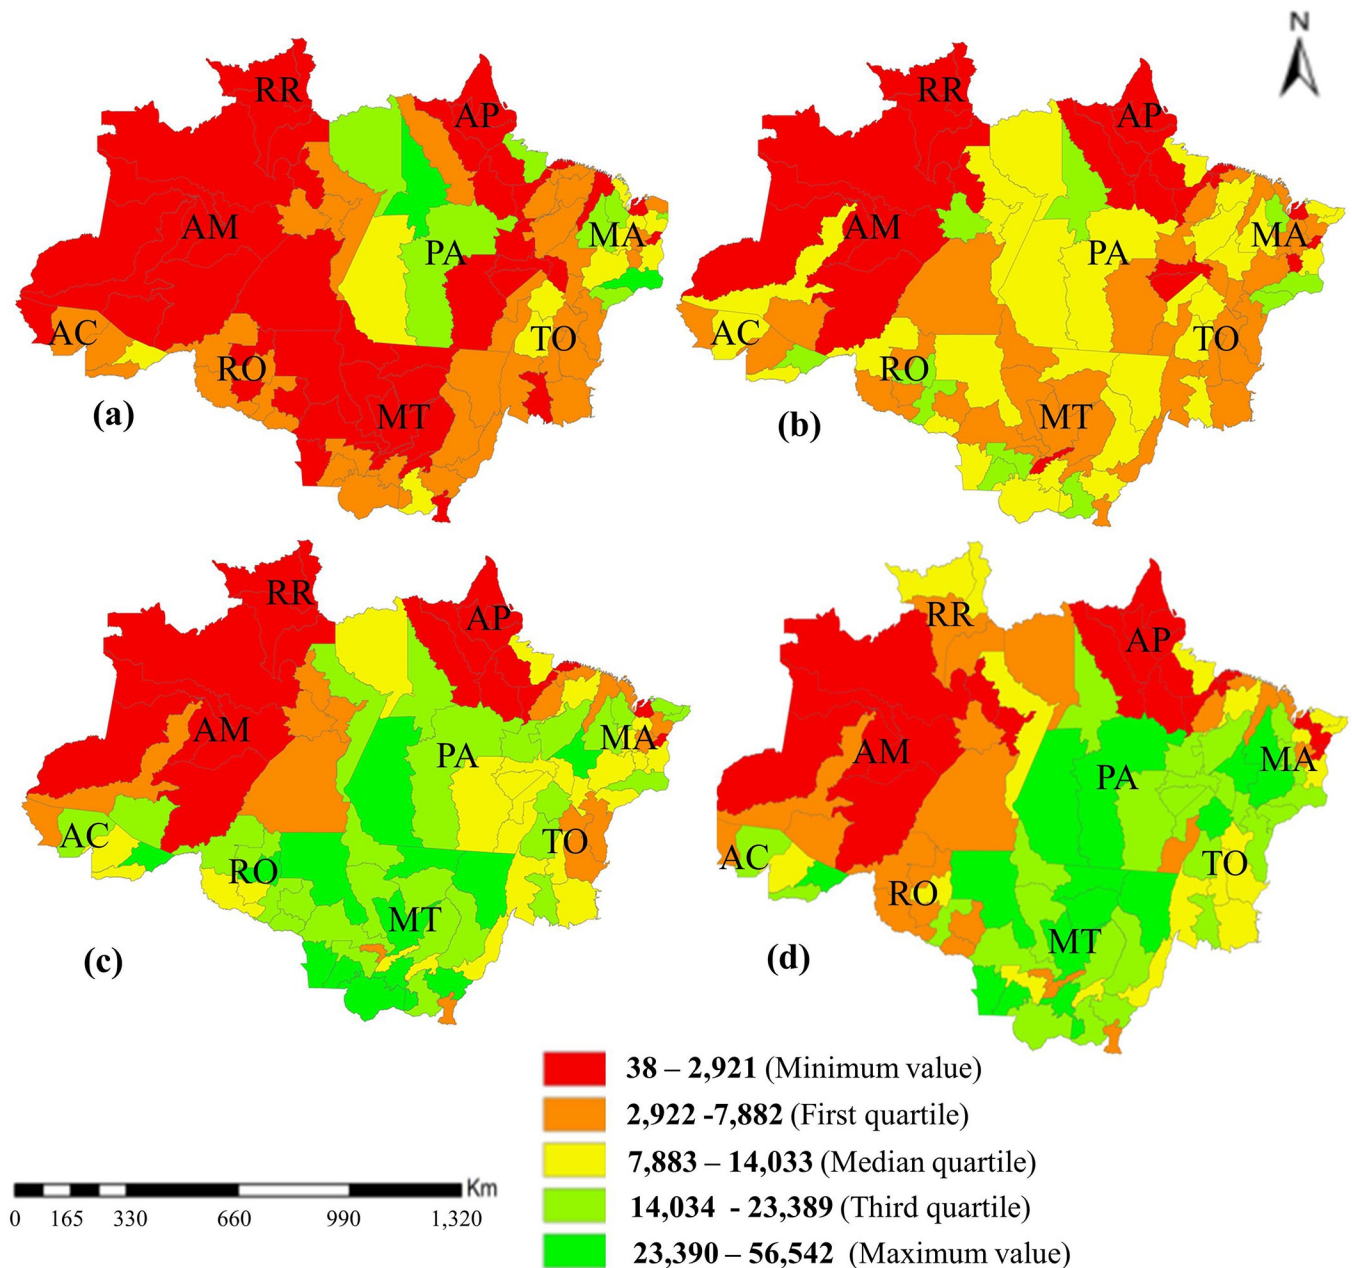 N
RR
AP
AM
PA
MA
AC
RO
TO
MT
(a)
RR
AP
AM
PA
MA
AC
RO
TO
MT
(b)
RR
AP
AM
PA
MA
AC
RO
TO
MT
(c)
RR
AP
AM
PA
MA
AC
RO
TO
MT
(d)
38 – 2,921 (Minimum value)
2,922 -7,882 (First quartile)
7,883 – 14,033 (Median quartile)
14,034 - 23,389 (Third quartile)
23,390 – 56,542 (Maximum value)
Km
0 165 330 660 990 1,320